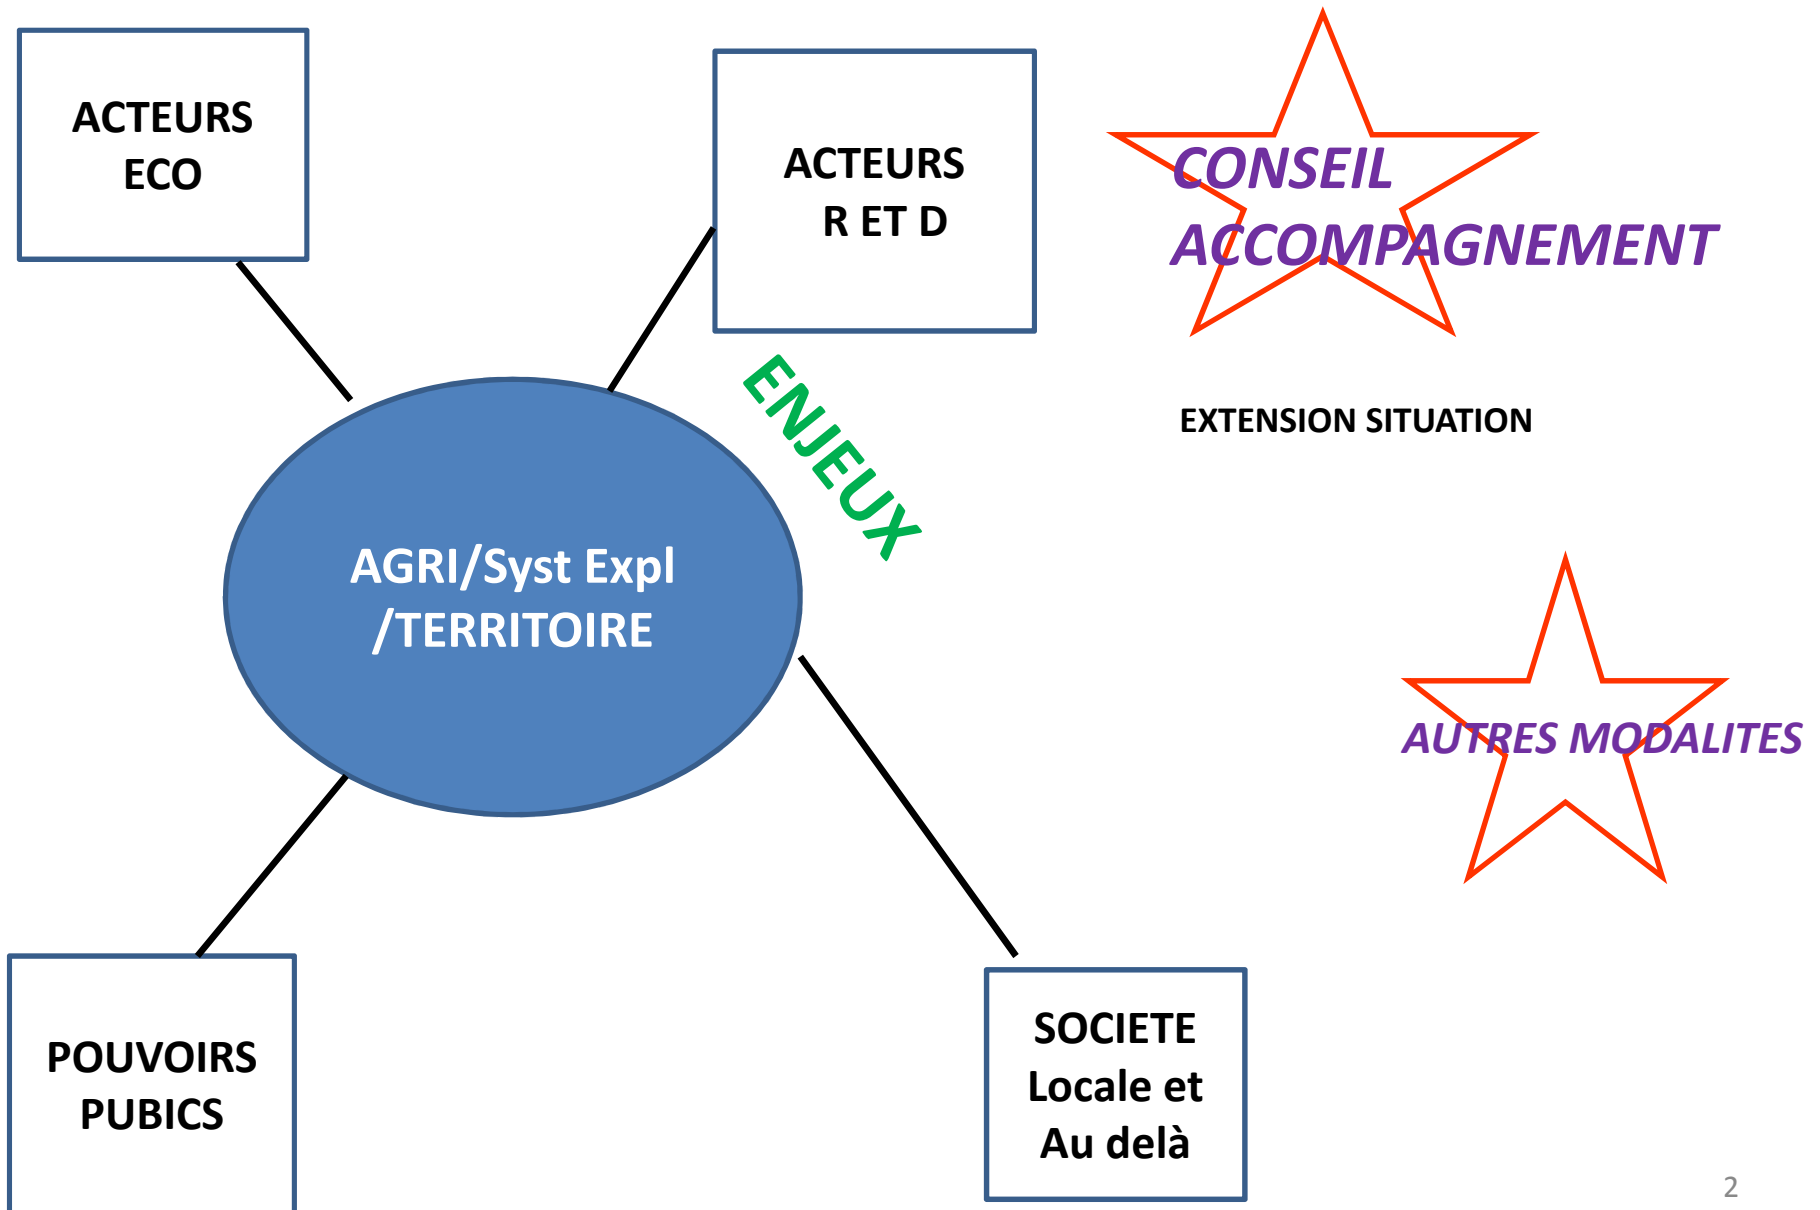 ACTEURS
ECO
ACTEURS
R ET D
CONSEIL
ACCOMPAGNEMENT
ENJEUX
EXTENSION SITUATION
AGRI/Syst Expl
/TERRITOIRE
AUTRES MODALITES
POUVOIRS
PUBICS
SOCIETE
Locale et
Au delà
2